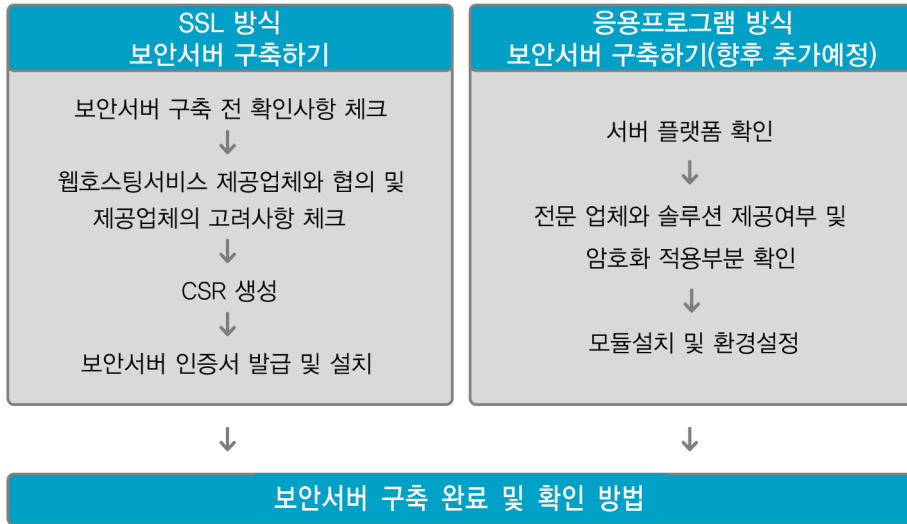 SSL 방식
보안서버 구축하기
보안서버 구축 전 확인사항 체크
웹호스팅서비스 제공업체와 협의 및
제공업체의 고려사항 체크
CSR 생성
보안서버 인증서 발급 및 설치
응용프로그램 방식
보안서버 구축하기(향후 추가예정)
서버 플랫폼 확인
전문 업체와 솔루션 제공여부 및
암호화 적용부분 확인
모듈설치 및 환경설정
보안서버 구축 완료 및 확인 방법